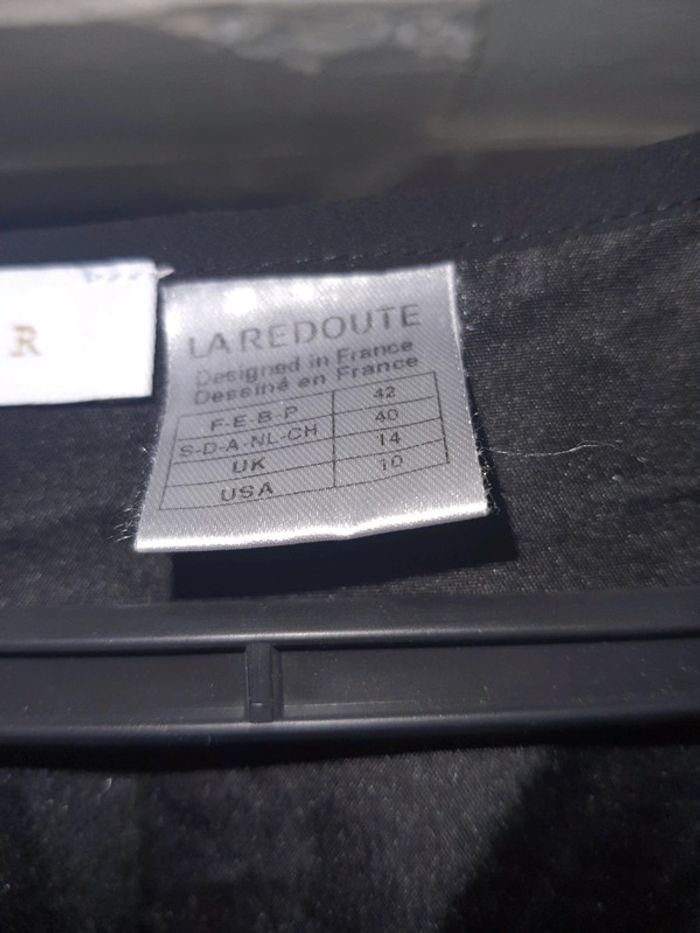 R
LA REDOUTE
Designed in France
Dessiné en France
F-E-B-P 42
S-D-A-NL-CH 40
UK 14
USA 10